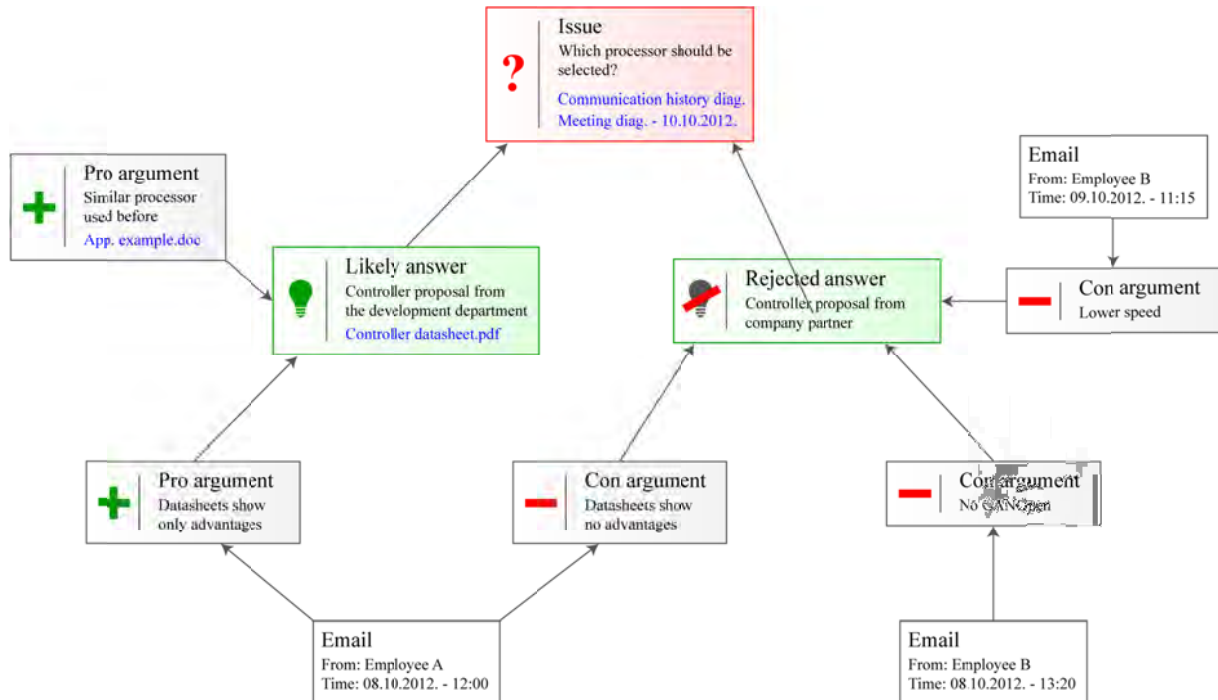 Issue
Which processor should be
selected?
Communication history diag.
Meeting diag. - 10.10.2012.
Pro argument
Similar processor
used before
App. example.doc
Email
From: Employee B
Time: 09.10.2012. - 11:15
Likely answer
Controller proposal from
the development department
Controller datasheet.pdf
Rejected answer
Controller proposal from
company partner
Con argument
Lower speed
Pro argument
Datasheets show
only advantages
Con argument
Datasheets show
no advantages
Con argument
No CANOpen
Email
From: Employee A
Time: 08.10.2012. - 12:00
Email
From: Employee B
Time: 08.10.2012. - 13:20